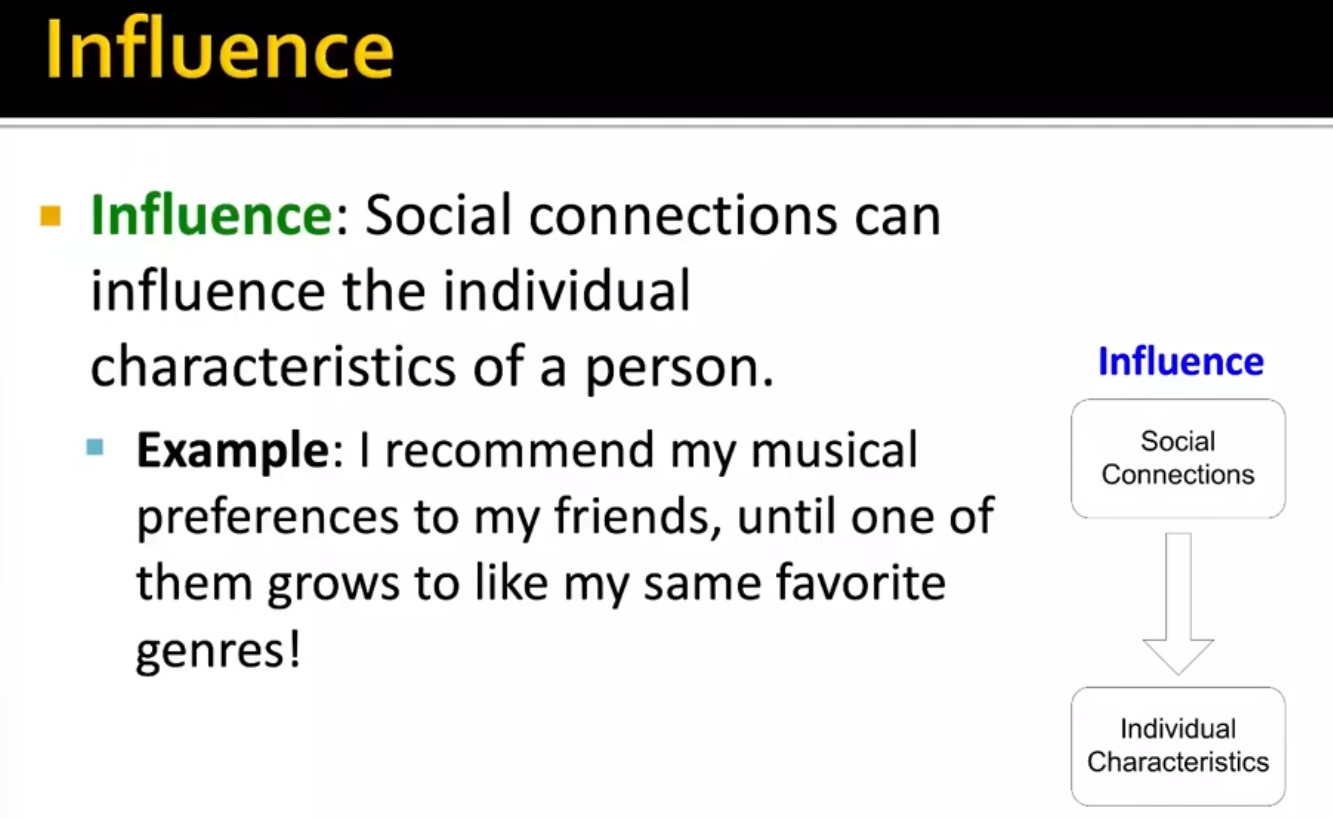 Influence
Influence: Social connections can
influence the individual
characteristics of a person.
Example: I recommend my musical
preferences to my friends, until one of
them grows to like my same favorite
genres!
Influence
Social
Connections
Individual
Characteristics